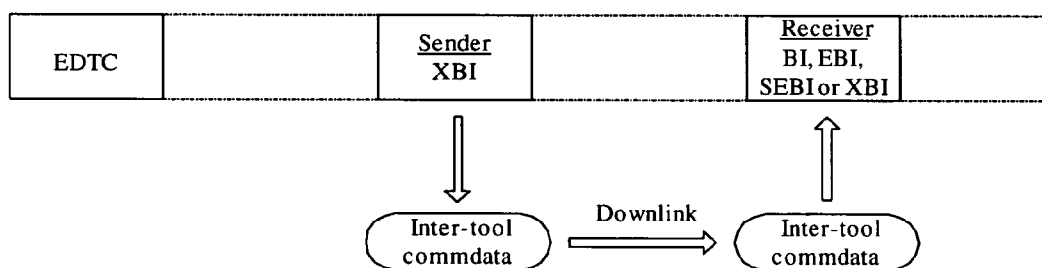 EDTC
Sender
XBI
Receiver
BI, EBI,
SEBI or XBI
Downlink
Inter-tool
commdata
Inter-tool
commdata